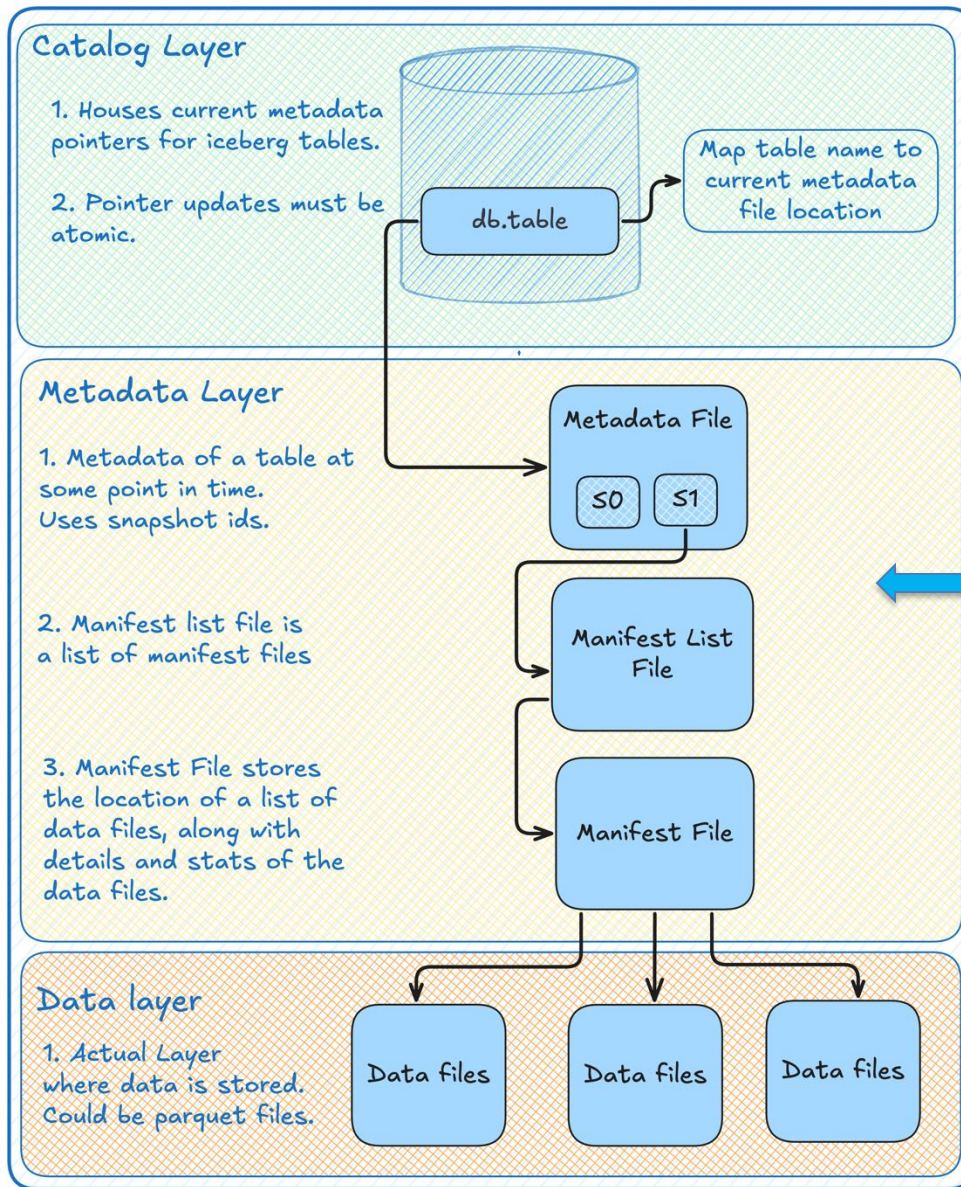 Catalog Layer
1. Houses current metadata
pointers for iceberg tables.
2. Pointer updates must be
atomic.
db.table
Map table name to
current metadata
file location
Metadata Layer
1. Metadata of a table at
some point in time.
Uses snapshot ids.
Metadata File
S0
S1
2. Manifest list file is
a list of manifest files
Manifest List
File
3. Manifest File stores
the location of a list of
data files, along with
details and stats of the
data files.
Manifest File
Data layer
1. Actual Layer
where data is stored.
Could be parquet files.
Data files
Data files
Data files